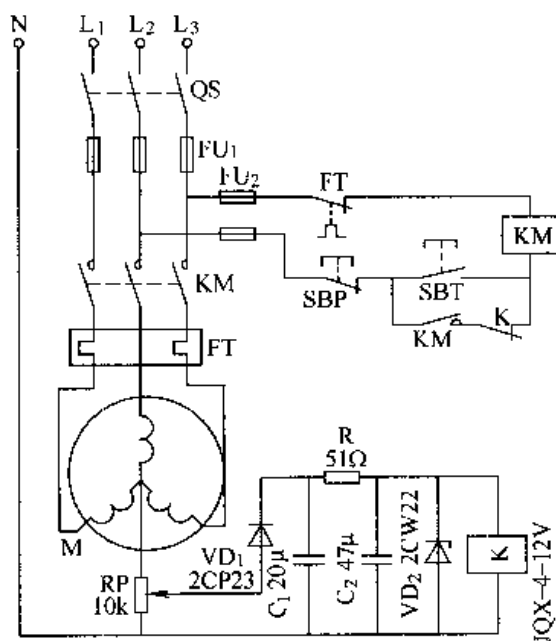 N L₁ L₂ L₃
QS
FU₁
FU₂
FT
KM
KM
SBP
SBT
KM
K
FT
R
51Ω
M
VD₁
2CP23
RP
10k
C₁ 20μ
C₂ 47μ
VD₂ 2CW22
K
JQX-4-12V